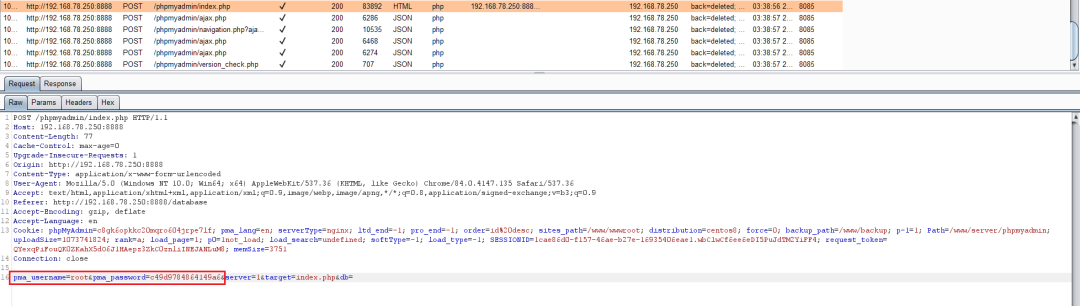 10... http://192.168.78.250:8888 POST /phpmyadmin/index.php ✓ 200 83892 HTML php 192.168.78.250:888... 192.168.78.250 back=deleted; ... 03:38:56 2... 8085
10... http://192.168.78.250:8888 POST /phpmyadmin/ajax.php ✓ 200 6286 JSON php 192.168.78.250 back=deleted; ... 03:38:57 2... 8085
10... http://192.168.78.250:8888 POST /phpmyadmin/navigation.php?aja... ✓ 200 10535 JSON php 192.168.78.250 back=deleted; ... 03:38:57 2... 8085
10... http://192.168.78.250:8888 POST /phpmyadmin/ajax.php ✓ 200 6468 JSON php 192.168.78.250 back=deleted; ... 03:38:57 2... 8085
10... http://192.168.78.250:8888 POST /phpmyadmin/ajax.php ✓ 200 6274 JSON php 192.168.78.250 back=deleted; ... 03:38:57 2... 8085
10... http://192.168.78.250:8888 POST /phpmyadmin/version_check.php ✓ 200 707 JSON php 192.168.78.250 back=deleted; ... 03:38:57 2... 8085
Request Response
Raw Params Headers Hex
1 POST /phpmyadmin/index.php HTTP/1.1
2 Host: 192.168.78.250:8888
3 Content-Length: 77
4 Cache-Control: max-age=0
5 Upgrade-Insecure-Requests: 1
6 Origin: http://192.168.78.250:8888
7 Content-Type: application/x-www-form-urlencoded
8 User-Agent: Mozilla/5.0 (Windows NT 10.0; Win64; x64) AppleWebKit/537.36 (KHTML, like Gecko) Chrome/84.0.4147.135 Safari/537.36
9 Accept: text/html,application/xhtml+xml,application/xml;q=0.9,image/webp,image/apng,*/*;q=0.8,application/signed-exchange;v=b3;q=0.9
10 Referer: http://192.168.78.250:8888/database
11 Accept-Encoding: gzip, deflate
12 Accept-Language: en
13 Cookie: pma_lang=en; serverType=nginx; ltd_end=-1; pro_end=-1; order=id%20desc; sites_path=/www/wwwroot; distribution=centos8; force=0; backup_path=/www/backup; p-1=1; Path=/www/server/phpmyadmin;
uploadSize=1073741824; rank=a; load_page=1; p0=1not_load; load_search=undefined; softType=-1; load_type=-1; request_token=
memSize=3751
14 Connection: close
15
16 pma_username=root&pma_password=c49d9784864149a6&server=1&target=index.php&db=